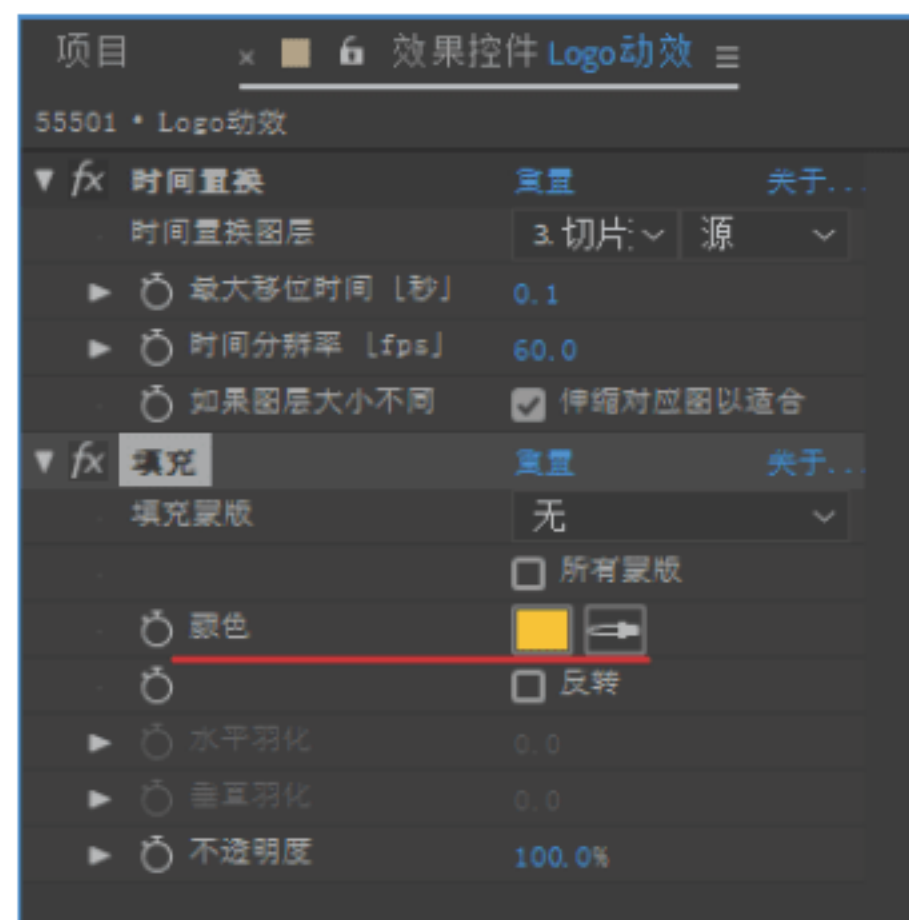 项目 × 效果控件 Logo动效 ≡
55501 • Logo动效
fx 时间置换 重置 关于...
时间置换图层 3. 切片 源
最大移位时间 [秒] 0.1
时间分辨率 [fps] 60.0
如果图层大小不同 伸缩对应图以适合
fx 填充 重置 关于...
填充蒙版 无
所有蒙版
颜色
反转
水平羽化 0.0
垂直羽化 0.0
不透明度 100.0%